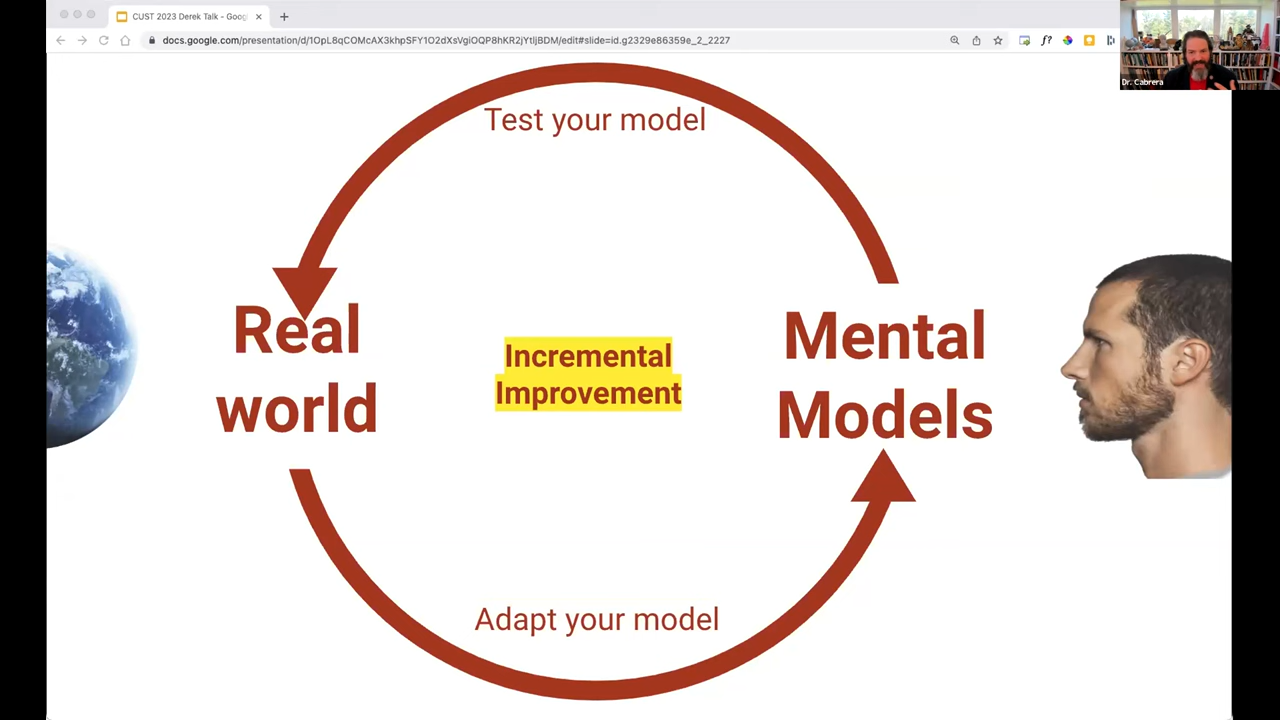 CUST 2023 Derek Talk - Goog
docs.google.com/presentation/d/1OpL8qCOMcAX3khpSFY1O2dXsVgiOQP8hKR2jYtIjBDM/edit#slide=id.g2329e86359e_2_2227
f?
Dr. Cabrera
Test your model
Real
world
Incremental
Improvement
Mental
Models
Adapt your model